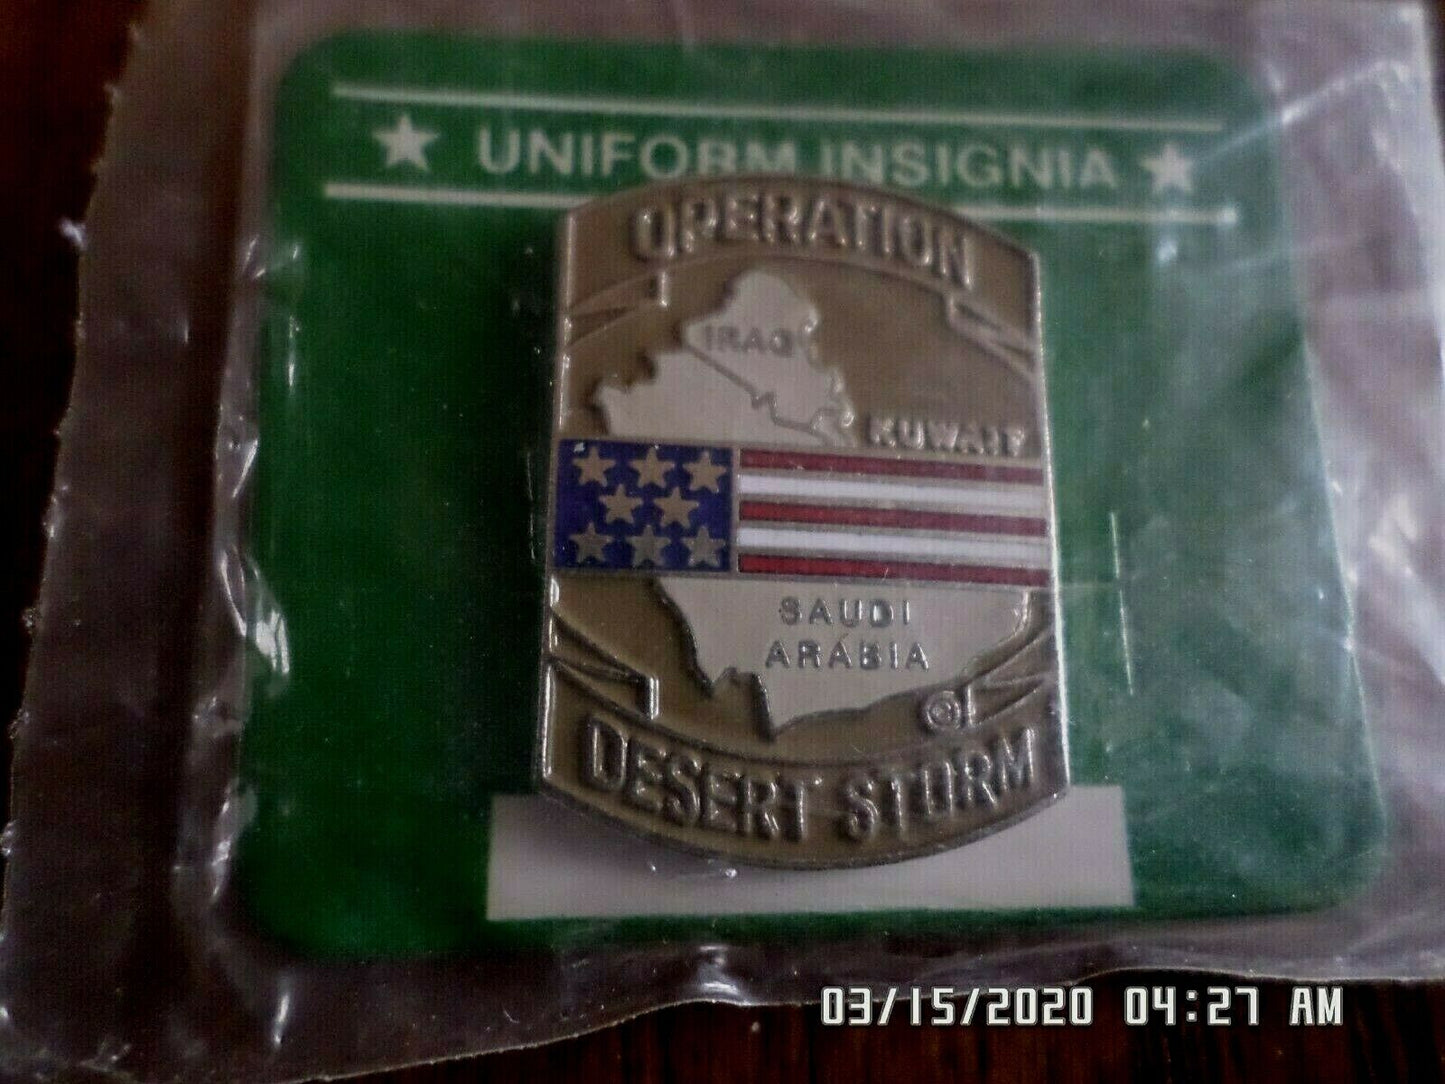 ★ UNIFORM INSIGNIA ★
OPERATION
IRAQ
KUWAIT
SAUDI
ARABIA
©
DESERT STORM
03/15/2020 04:27 AM